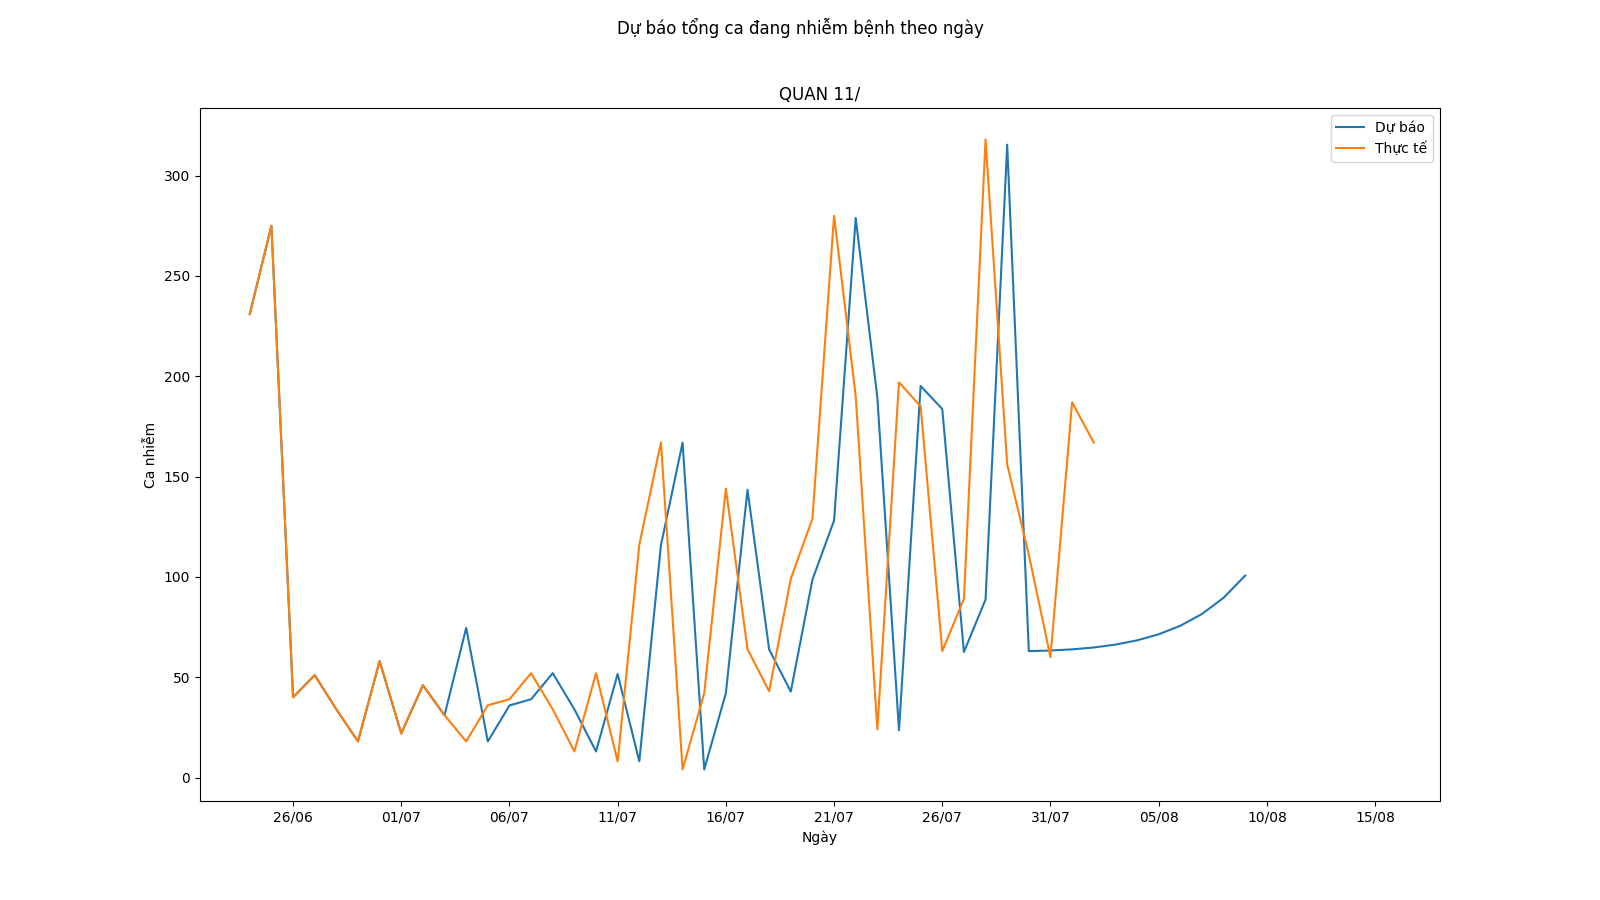 Dự báo tổng ca đang nhiễm bệnh theo ngày
QUAN 11/
Dự báo
Thực tế
300
250
200
150
100
50
0
Ca nhiễm
26/06 01/07 06/07 11/07 16/07 21/07 26/07 31/07 05/08 10/08 15/08
Ngày